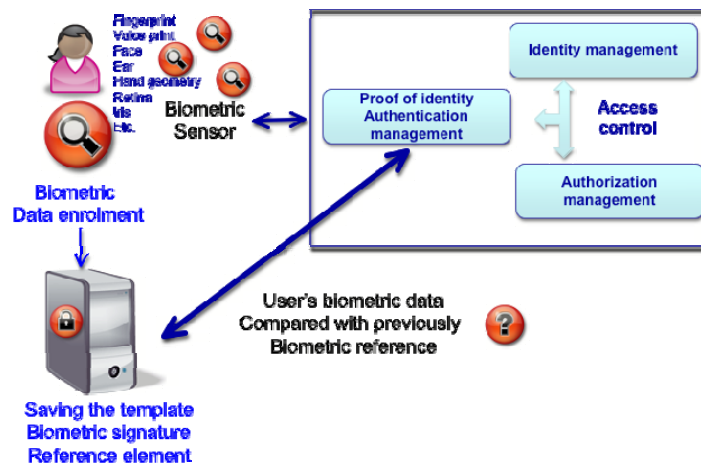 Fingerprint
Voice print
Face
Ear
Hand geometry
Retina
Iris
Etc.
Biometric
Sensor
Biometric
Data enrolment
Identity management
Proof of identity
Authentication
management
Access
control
Authorization
management
User's biometric data
Compared with previously
Biometric reference
?
Saving the template
Biometric signature
Reference element